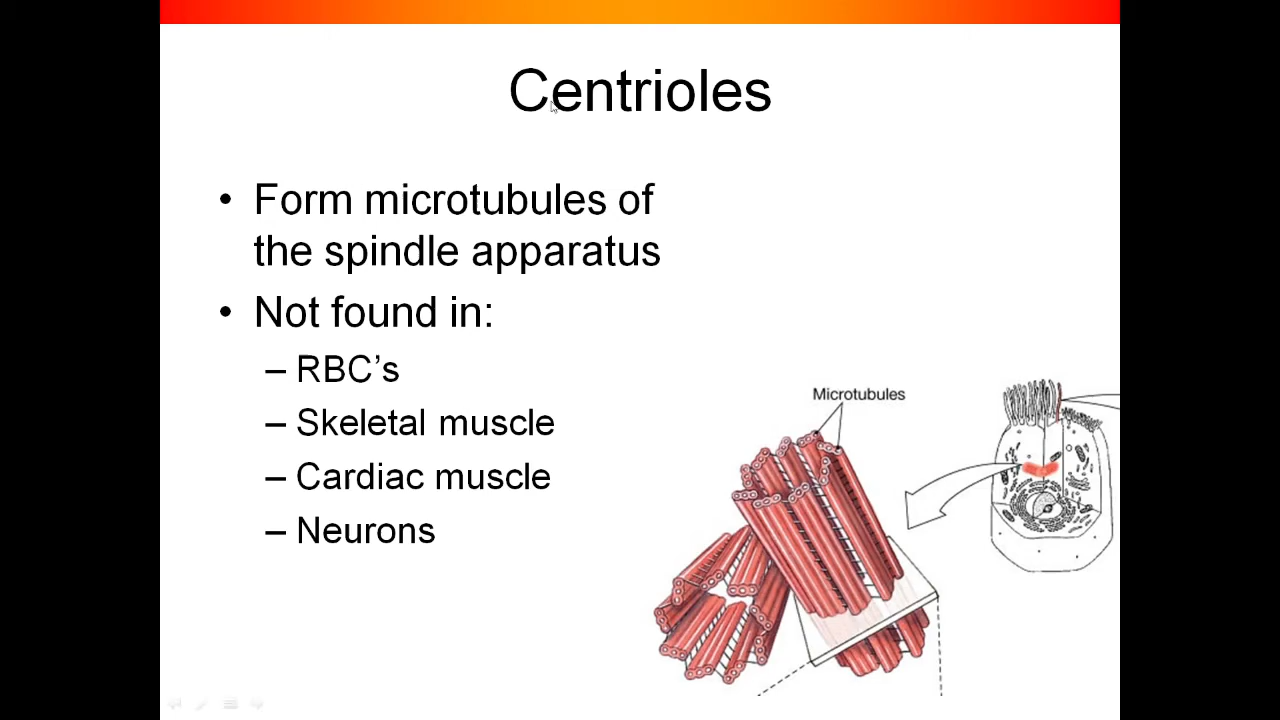 Centrioles
• Form microtubules of
the spindle apparatus
• Not found in:
– RBC’s
– Skeletal muscle
– Cardiac muscle
– Neurons
Microtubules